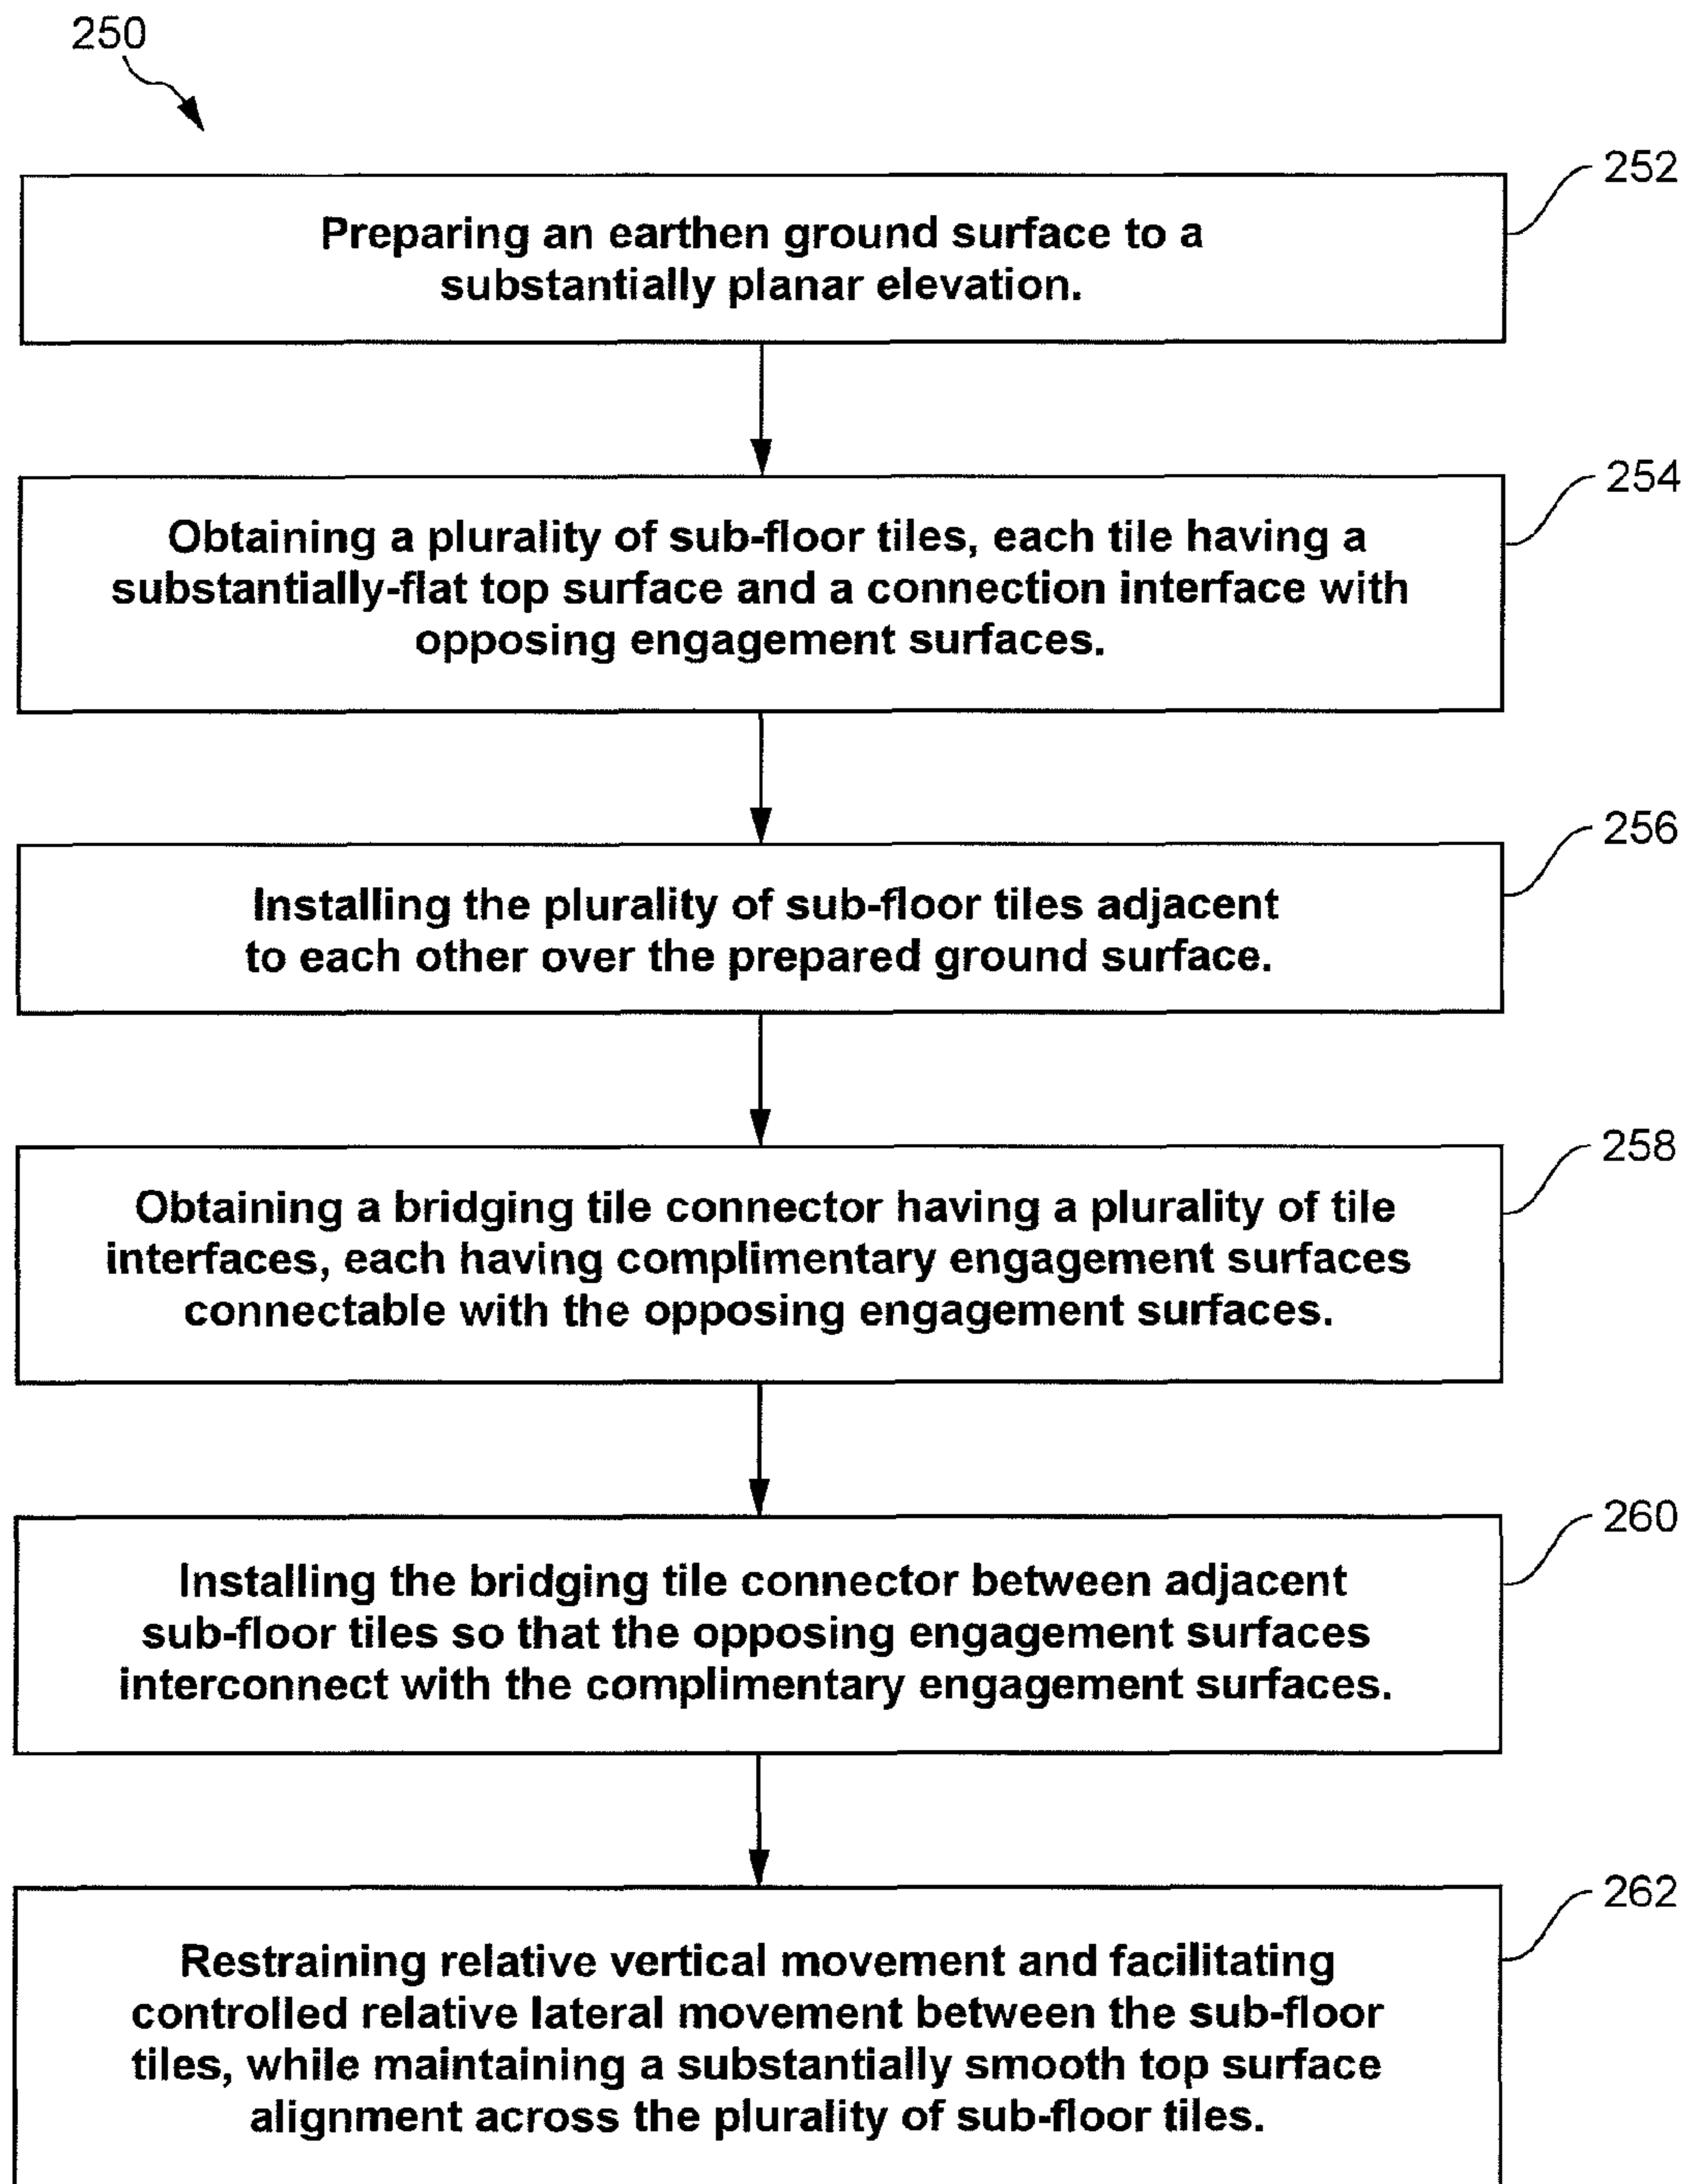 250
252
Preparing an earthen ground surface to a
substantially planar elevation.
254
Obtaining a plurality of sub-floor tiles, each tile having a
substantially-flat top surface and a connection interface with
opposing engagement surfaces.
256
Installing the plurality of sub-floor tiles adjacent
to each other over the prepared ground surface.
258
Obtaining a bridging tile connector having a plurality of tile
interfaces, each having complimentary engagement surfaces
connectable with the opposing engagement surfaces.
260
Installing the bridging tile connector between adjacent
sub-floor tiles so that the opposing engagement surfaces
interconnect with the complimentary engagement surfaces.
262
Restraining relative vertical movement and facilitating
controlled relative lateral movement between the sub-floor
tiles, while maintaining a substantially smooth top surface
alignment across the plurality of sub-floor tiles.